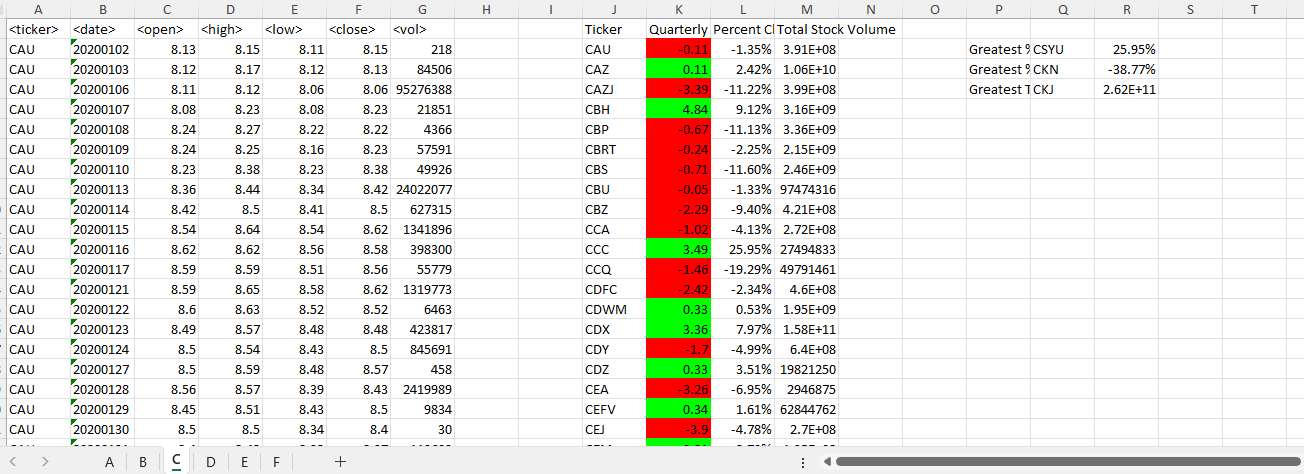 A B C D E F G H I J K L M N O P Q R S T
<ticker> <date> <open> <high> <low> <close> <vol> Ticker Quarterly Percent Total Stock Volume
CAU 20200102 8.13 8.15 8.11 8.15 218 CAU -0.11 -1.35% 3.91E+08 Greatest % CSYU 25.95%
CAU 20200103 8.12 8.17 8.12 8.13 84506 CAZ 0.11 2.42% 1.06E+10 Greatest % CKN -38.77%
CAU 20200106 8.11 8.12 8.06 8.06 95276388 CAZJ -3.39 -11.22% 3.99E+08 Greatest T CKJ 2.62E+11
CAU 20200107 8.08 8.23 8.08 8.23 21851 CBH 4.84 9.12% 3.16E+09
CAU 20200108 8.24 8.27 8.22 8.22 4366 CBP -0.67 -11.13% 3.36E+09
CAU 20200109 8.24 8.25 8.16 8.23 57591 CBRT -0.24 -2.25% 2.15E+09
CAU 20200110 8.23 8.38 8.23 8.38 49926 CBS -0.71 -11.60% 2.46E+09
CAU 20200113 8.36 8.44 8.34 8.42 24022077 CBU -0.05 -1.33% 97474316
CAU 20200114 8.42 8.5 8.41 8.5 627315 CBZ -2.29 -9.40% 4.21E+08
CAU 20200115 8.54 8.64 8.54 8.62 1341896 CCA -1.02 -4.13% 2.72E+08
CAU 20200116 8.62 8.62 8.56 8.58 398300 CCC 3.49 25.95% 27494833
CAU 20200117 8.59 8.59 8.51 8.56 55779 CCQ -1.46 -19.29% 49791461
CAU 20200121 8.59 8.65 8.58 8.62 1319773 CDFC -2.42 -2.34% 4.6E+08
CAU 20200122 8.6 8.63 8.52 8.52 6463 CDWM 0.33 0.53% 1.95E+09
CAU 20200123 8.49 8.57 8.48 8.48 423817 CDX 3.36 7.97% 1.58E+11
CAU 20200124 8.5 8.54 8.43 8.5 845691 CDY -1.7 -4.99% 6.4E+08
CAU 20200127 8.5 8.59 8.48 8.57 458 CDZ 0.33 3.51% 19821250
CAU 20200128 8.56 8.57 8.39 8.43 2419989 CEA -3.26 -6.95% 2946875
CAU 20200129 8.45 8.51 8.43 8.5 9834 CEFV 0.34 1.61% 62844762
CAU 20200130 8.5 8.5 8.34 8.4 30 CEJ -3.9 -4.78% 2.7E+08
A B C D E F